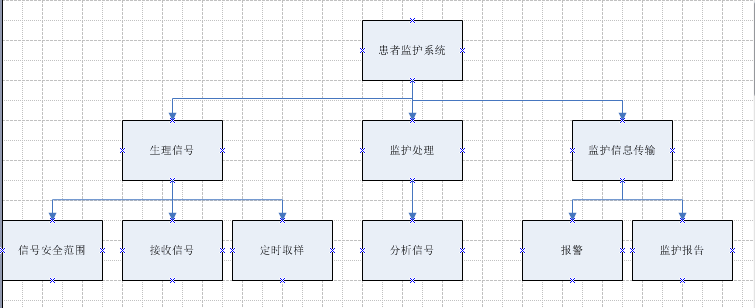 患者监护系统
生理信号
监护处理
监护信息传输
信号安全范围
接收信号
定时取样
分析信号
报警
监护报告